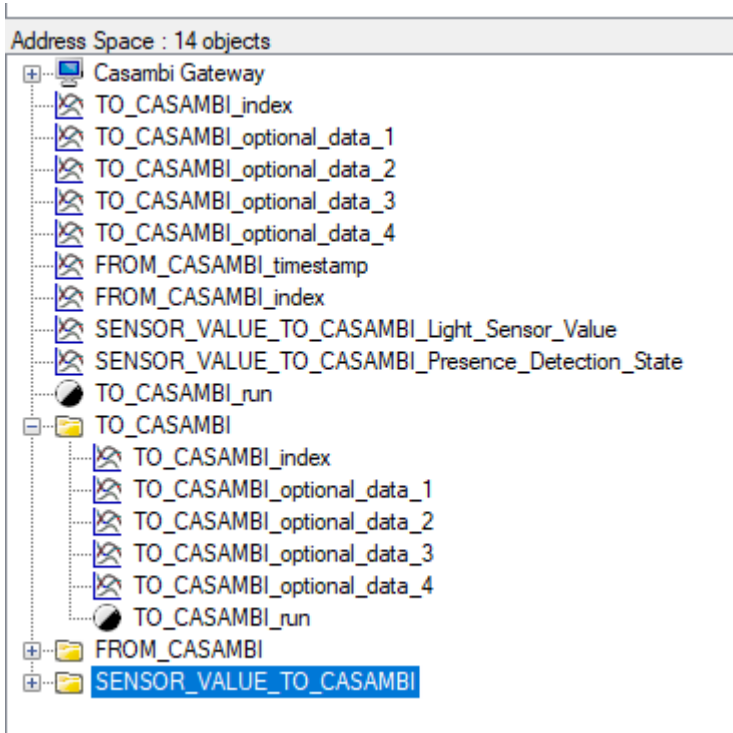 Address Space : 14 objects
Casambi Gateway
TO_CASAMBI_index
TO_CASAMBI_optional_data_1
TO_CASAMBI_optional_data_2
TO_CASAMBI_optional_data_3
TO_CASAMBI_optional_data_4
FROM_CASAMBI_timestamp
FROM_CASAMBI_index
SENSOR_VALUE_TO_CASAMBI_Light_Sensor_Value
SENSOR_VALUE_TO_CASAMBI_Presence_Detection_State
TO_CASAMBI_run
TO_CASAMBI
TO_CASAMBI_index
TO_CASAMBI_optional_data_1
TO_CASAMBI_optional_data_2
TO_CASAMBI_optional_data_3
TO_CASAMBI_optional_data_4
TO_CASAMBI_run
FROM_CASAMBI
SENSOR_VALUE_TO_CASAMBI